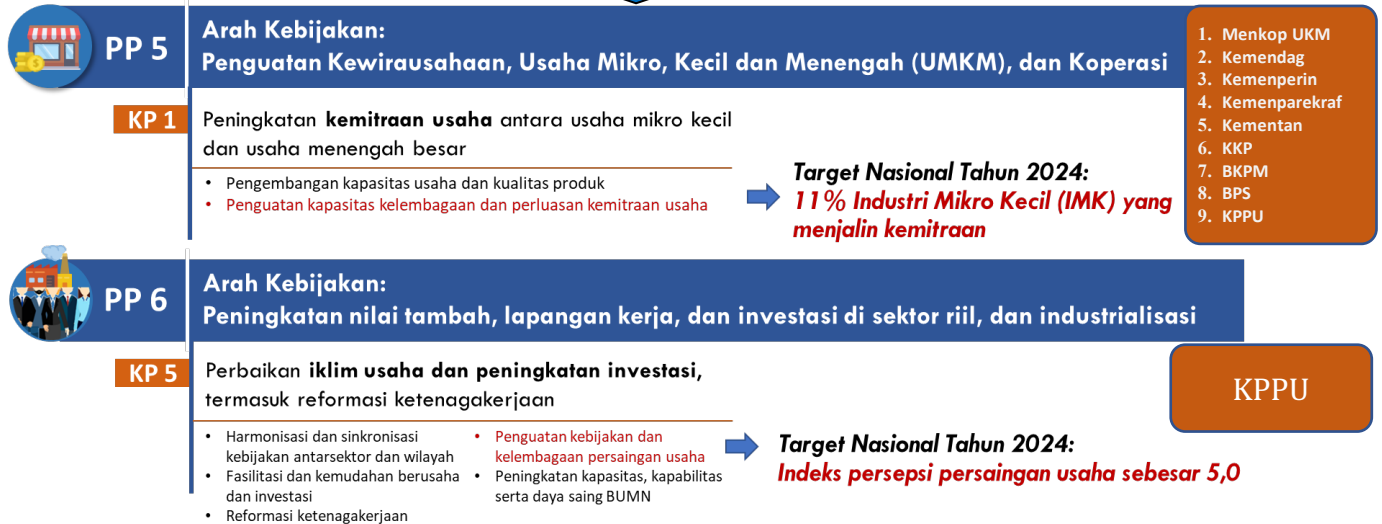 PP 5
Arah Kebijakan:
Penguatan Kewirausahaan, Usaha Mikro, Kecil dan Menengah (UMKM), dan Koperasi
1. Menkop UKM
2. Kemendag
3. Kemenperin
4. Kemenparekraf
5. Kementan
6. KKP
7. BKPM
8. BPS
9. KPPU
KP 1
Peningkatan kemitraan usaha antara usaha mikro kecil
dan usaha menengah besar
• Pengembangan kapasitas usaha dan kualitas produk
• Penguatan kapasitas kelembagaan dan perluasan kemitraan usaha
Target Nasional Tahun 2024:
11% Industri Mikro Kecil (IMK) yang
menjalin kemitraan
PP 6
Arah Kebijakan:
Peningkatan nilai tambah, lapangan kerja, dan investasi di sektor riil, dan industrialisasi
KP 5
Perbaikan iklim usaha dan peningkatan investasi,
termasuk reformasi ketenagakerjaan
• Harmonisasi dan sinkronisasi
kebijakan antarsektor dan wilayah
• Fasilitasi dan kemudahan berusaha
dan investasi
• Reformasi ketenagakerjaan
• Penguatan kebijakan dan
kelembagaan persaingan usaha
• Peningkatan kapasitas, kapabilitas
serta daya saing BUMN
Target Nasional Tahun 2024:
Indeks persepsi persaingan usaha sebesar 5,0
KPPU